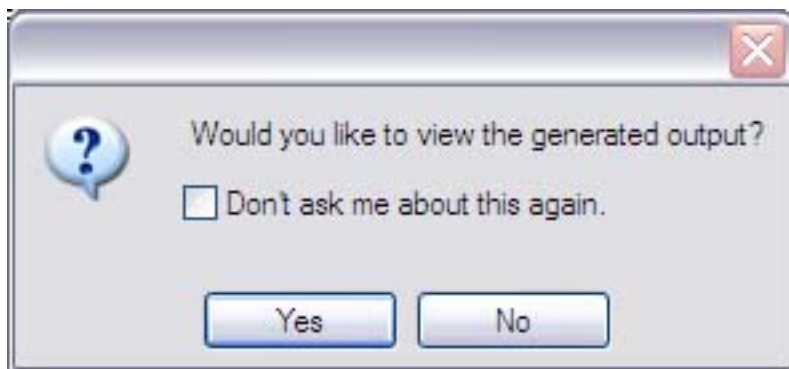 Would you like to view the generated output?
Don't ask me about this again.
Yes
No